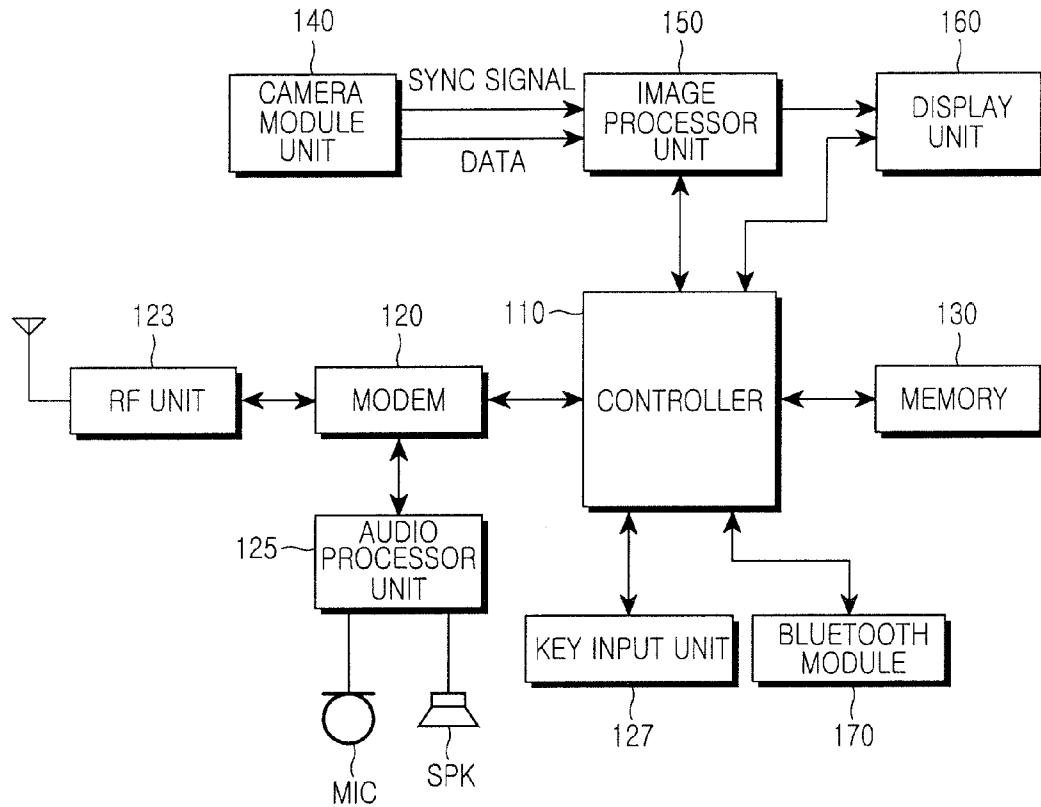 140
150
160
CAMERA
MODULE
UNIT
SYNC SIGNAL
DATA
IMAGE
PROCESSOR
UNIT
DISPLAY
UNIT
123
120
110
130
RF UNIT
MODEM
CONTROLLER
MEMORY
125
AUDIO
PROCESSOR
UNIT
KEY INPUT UNIT
BLUETOOTH
MODULE
127
170
MIC
SPK